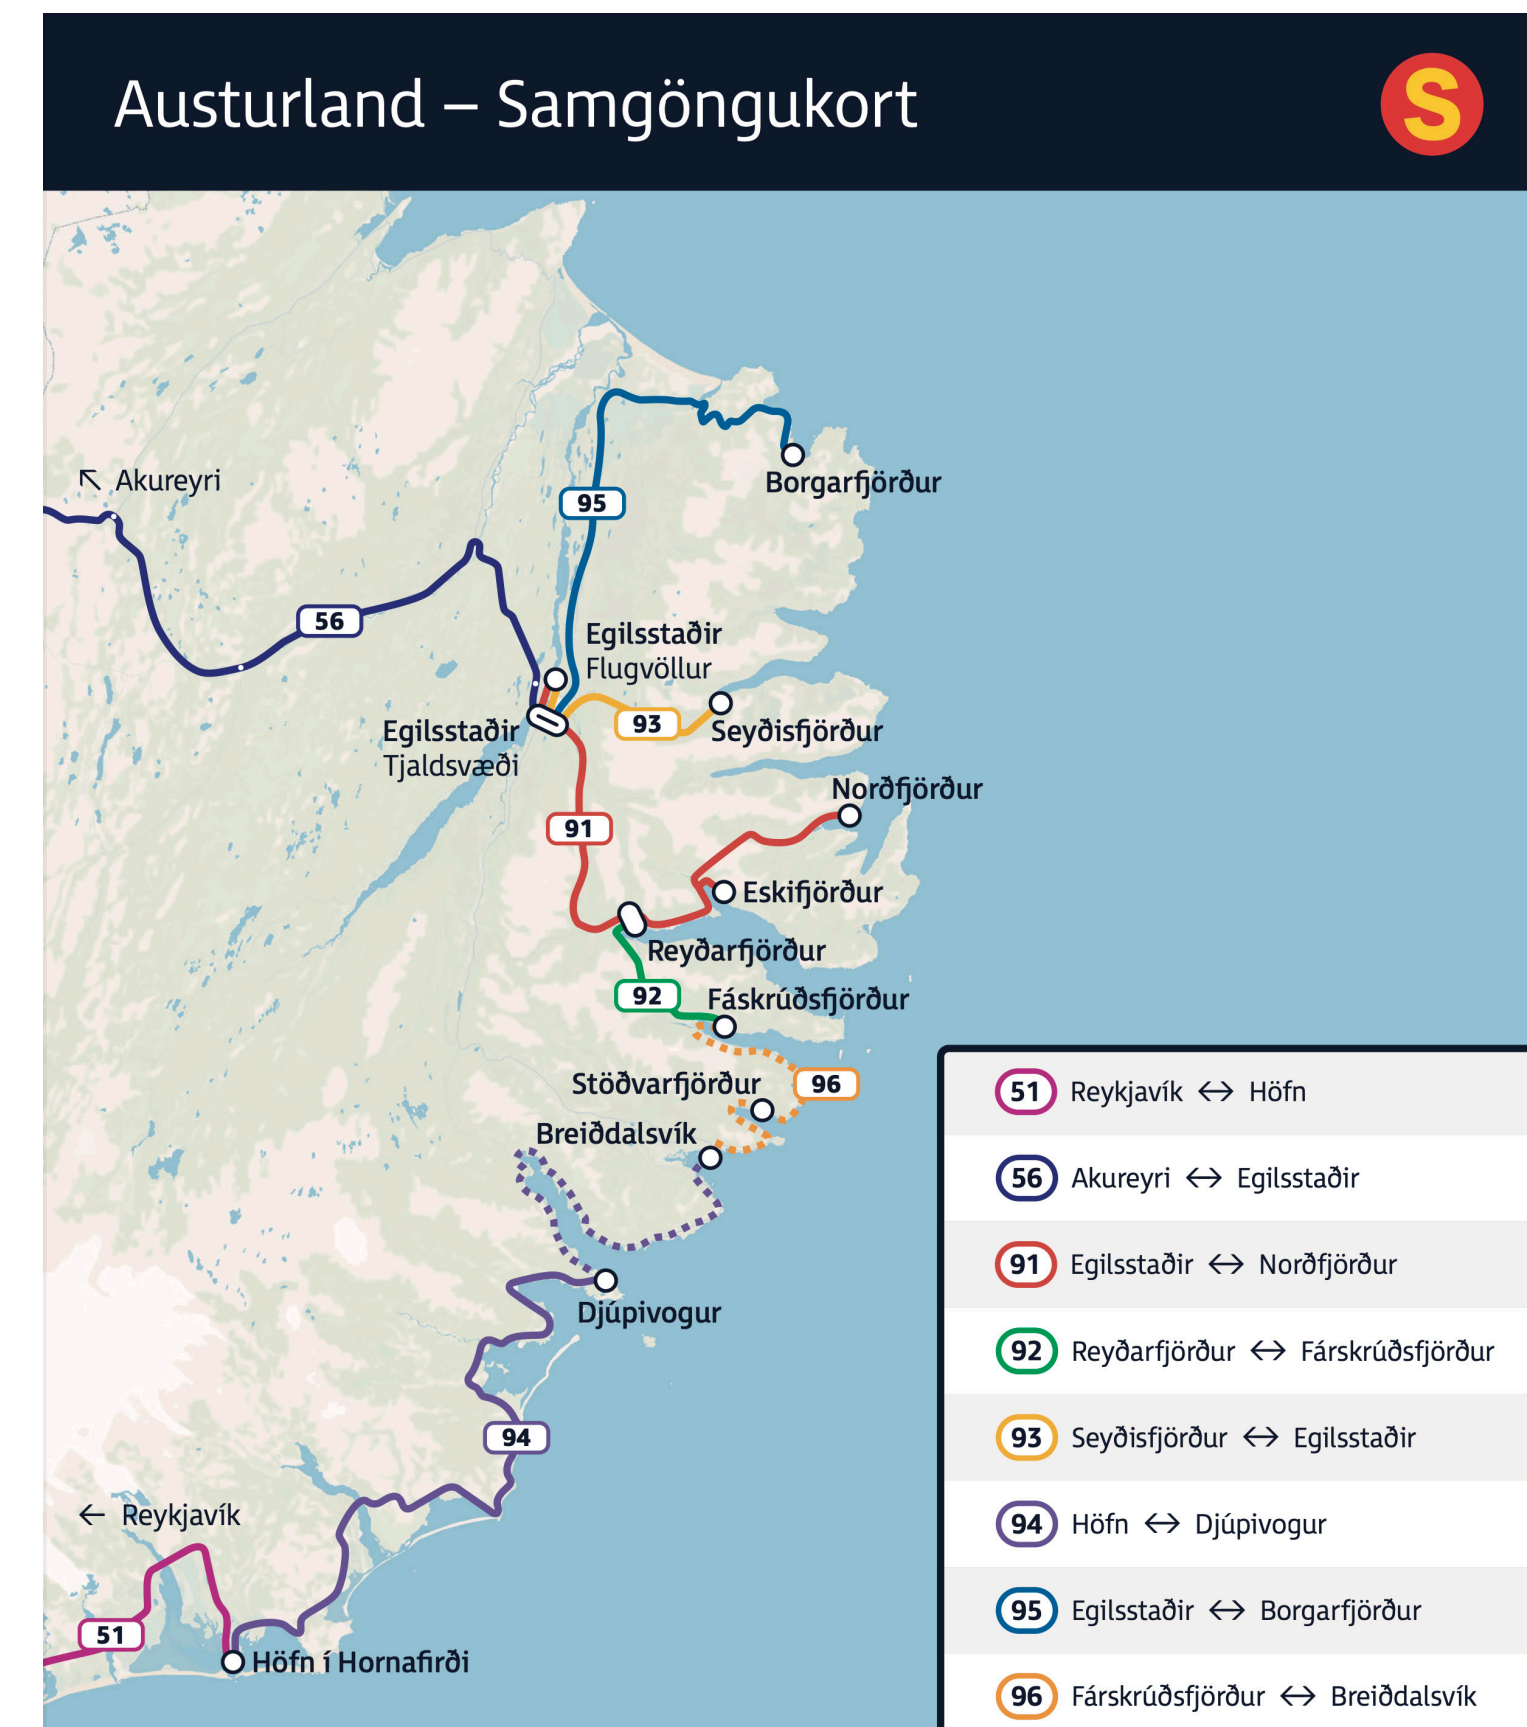 Austurland – Samgöngukort
S
↖ Akureyri
Borgarfjörður
95
56
Egilsstaðir
Flugvöllur
93
Seyðisfjörður
Egilsstaðir
Tjaldsvæði
Norðfjörður
91
Eskifjörður
Reyðarfjörður
92
Fáskrúðsfjörður
Stöðvarfjörður
96
Breiðdalsvík
Djúpivogur
94
← Reykjavík
51
Höfn í Hornafirði
51 Reykjavík ↔ Höfn
56 Akureyri ↔ Egilsstaðir
91 Egilsstaðir ↔ Norðfjörður
92 Reyðarfjörður ↔ Fárskrúðsfjörður
93 Seyðisfjörður ↔ Egilsstaðir
94 Höfn ↔ Djúpivogur
95 Egilsstaðir ↔ Borgarfjörður
96 Fárskrúðsfjörður ↔ Breiðdalsvík